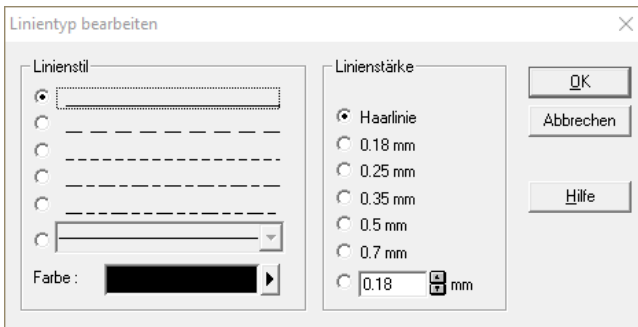 Linientyp bearbeiten
Linienstil
Farbe :
Linienstärke
Haarlinie
0.18 mm
0.25 mm
0.35 mm
0.5 mm
0.7 mm
0.18 mm
OK
Abbrechen
Hilfe